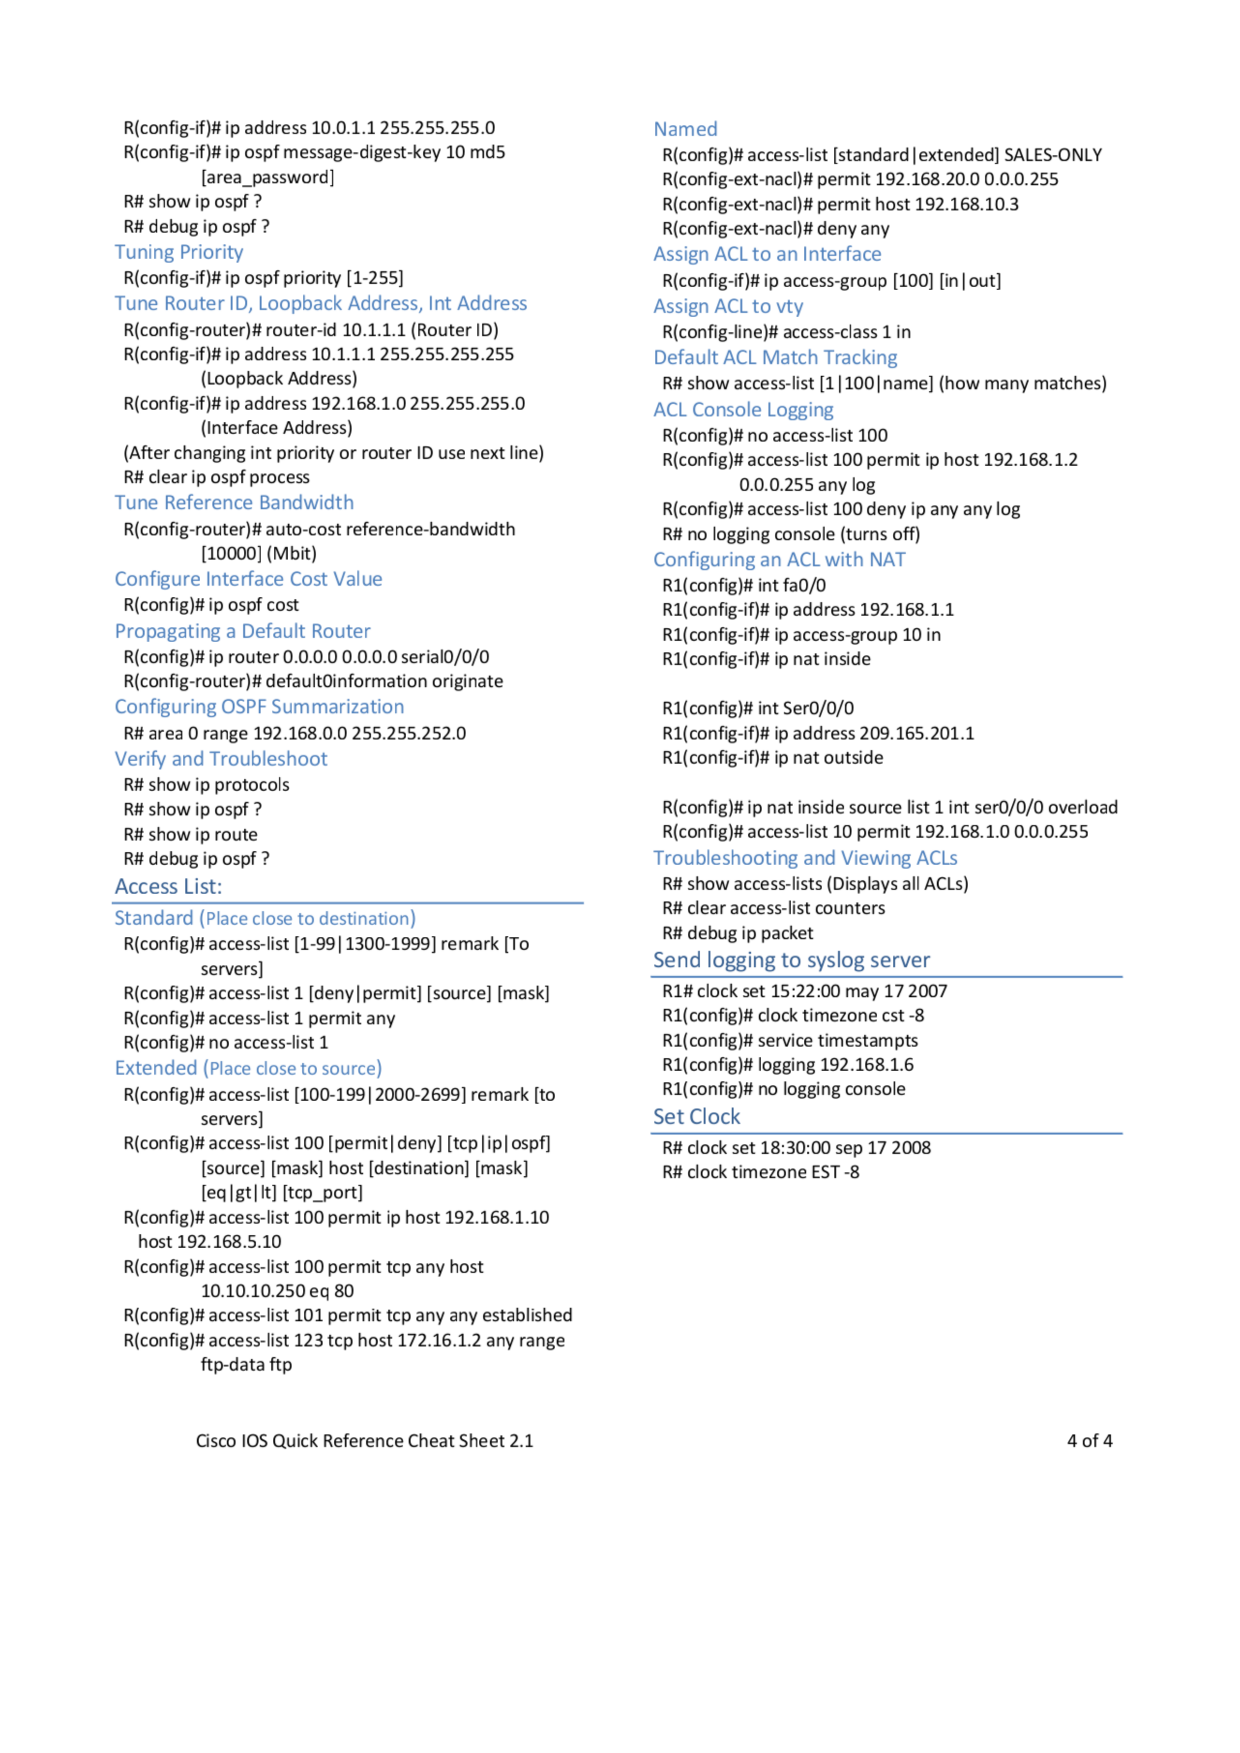 R(config-if)# ip address 10.0.1.1 255.255.255.0
R(config-if)# ip ospf message-digest-key 10 md5
[area_password]
R# show ip ospf ?
R# debug ip ospf ?
Tuning Priority
R(config-if)# ip ospf priority [1-255]
Tune Router ID, Loopback Address, Int Address
R(config-router)# router-id 10.1.1.1 (Router ID)
R(config-if)# ip address 10.1.1.1 255.255.255.255
(Loopback Address)
R(config-if)# ip address 192.168.1.0 255.255.255.0
(Interface Address)
(After changing int priority or router ID use next line)
R# clear ip ospf process
Tune Reference Bandwidth
R(config-router)# auto-cost reference-bandwidth
[10000] (Mbit)
Configure Interface Cost Value
R(config)# ip ospf cost
Propagating a Default Router
R(config)# ip router 0.0.0.0 0.0.0.0 serial0/0/0
R(config-router)# default0information originate
Configuring OSPF Summarization
R# area 0 range 192.168.0.0 255.255.252.0
Verify and Troubleshoot
R# show ip protocols
R# show ip ospf ?
R# show ip route
R# debug ip ospf ?
Access List:
Standard (Place close to destination)
R(config)# access-list [1-99|1300-1999] remark [To
servers]
R(config)# access-list 1 [deny|permit] [source] [mask]
R(config)# access-list 1 permit any
R(config)# no access-list 1
Extended (Place close to source)
R(config)# access-list [100-199|2000-2699] remark [to
servers]
R(config)# access-list 100 [permit|deny] [tcp|ip|ospf]
[source] [mask] host [destination] [mask]
[eq|gt|lt] [tcp_port]
R(config)# access-list 100 permit ip host 192.168.1.10
host 192.168.5.10
R(config)# access-list 100 permit tcp any host
10.10.10.250 eq 80
R(config)# access-list 101 permit tcp any any established
R(config)# access-list 123 tcp host 172.16.1.2 any range
ftp-data ftp
Named
R(config)# access-list [standard|extended] SALES-ONLY
R(config-ext-nacl)# permit 192.168.20.0 0.0.0.255
R(config-ext-nacl)# permit host 192.168.10.3
R(config-ext-nacl)# deny any
Assign ACL to an Interface
R(config-if)# ip access-group [100] [in|out]
Assign ACL to vty
R(config-line)# access-class 1 in
Default ACL Match Tracking
R# show access-list [1|100|name] (how many matches)
ACL Console Logging
R(config)# no access-list 100
R(config)# access-list 100 permit ip host 192.168.1.2
0.0.0.255 any log
R(config)# access-list 100 deny ip any any log
R# no logging console (turns off)
Configuring an ACL with NAT
R1(config)# int fa0/0
R1(config-if)# ip address 192.168.1.1
R1(config-if)# ip access-group 10 in
R1(config-if)# ip nat inside
R1(config)# int Ser0/0/0
R1(config-if)# ip address 209.165.201.1
R1(config-if)# ip nat outside
R(config)# ip nat inside source list 1 int ser0/0/0 overload
R(config)# access-list 10 permit 192.168.1.0 0.0.0.255
Troubleshooting and Viewing ACLs
R# show access-lists (Displays all ACLs)
R# clear access-list counters
R# debug ip packet
Send logging to syslog server
R1# clock set 15:22:00 may 17 2007
R1(config)# clock timezone cst -8
R1(config)# service timestampts
R1(config)# logging 192.168.1.6
R1(config)# no logging console
Set Clock
R# clock set 18:30:00 sep 17 2008
R# clock timezone EST -8
Cisco IOS Quick Reference Cheat Sheet 2.1
4 of 4